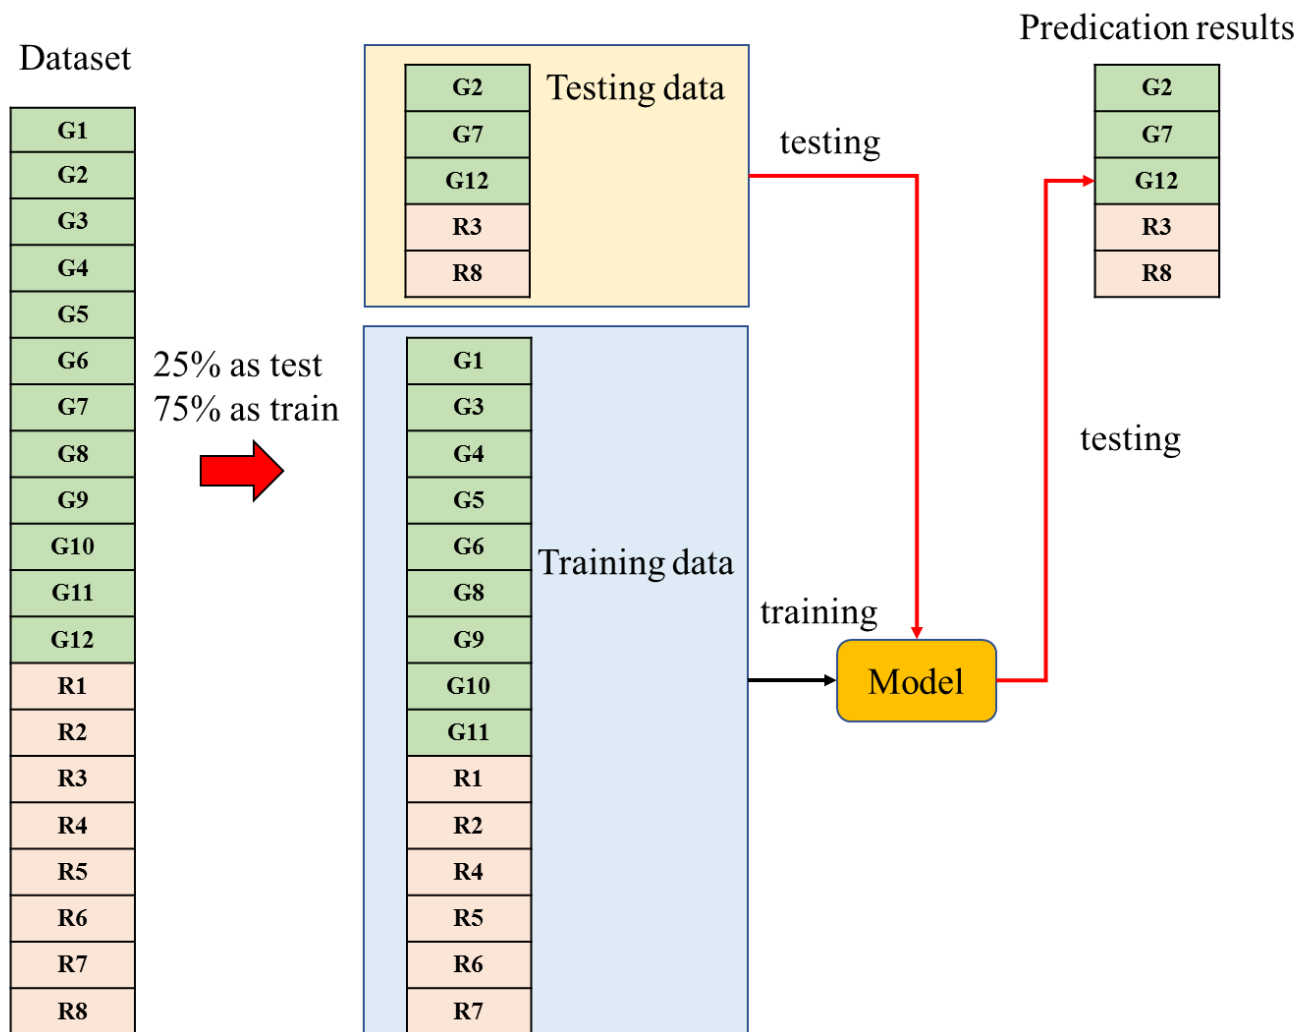 Dataset
G1
G2
G3
G4
G5
G6
G7
G8
G9
G10
G11
G12
R1
R2
R3
R4
R5
R6
R7
R8
25% as test
75% as train
Testing data
G2
G7
G12
R3
R8
Training data
G1
G3
G4
G5
G6
G8
G9
G10
G11
R1
R2
R4
R5
R6
R7
testing
training
Model
testing
Predication results
G2
G7
G12
R3
R8